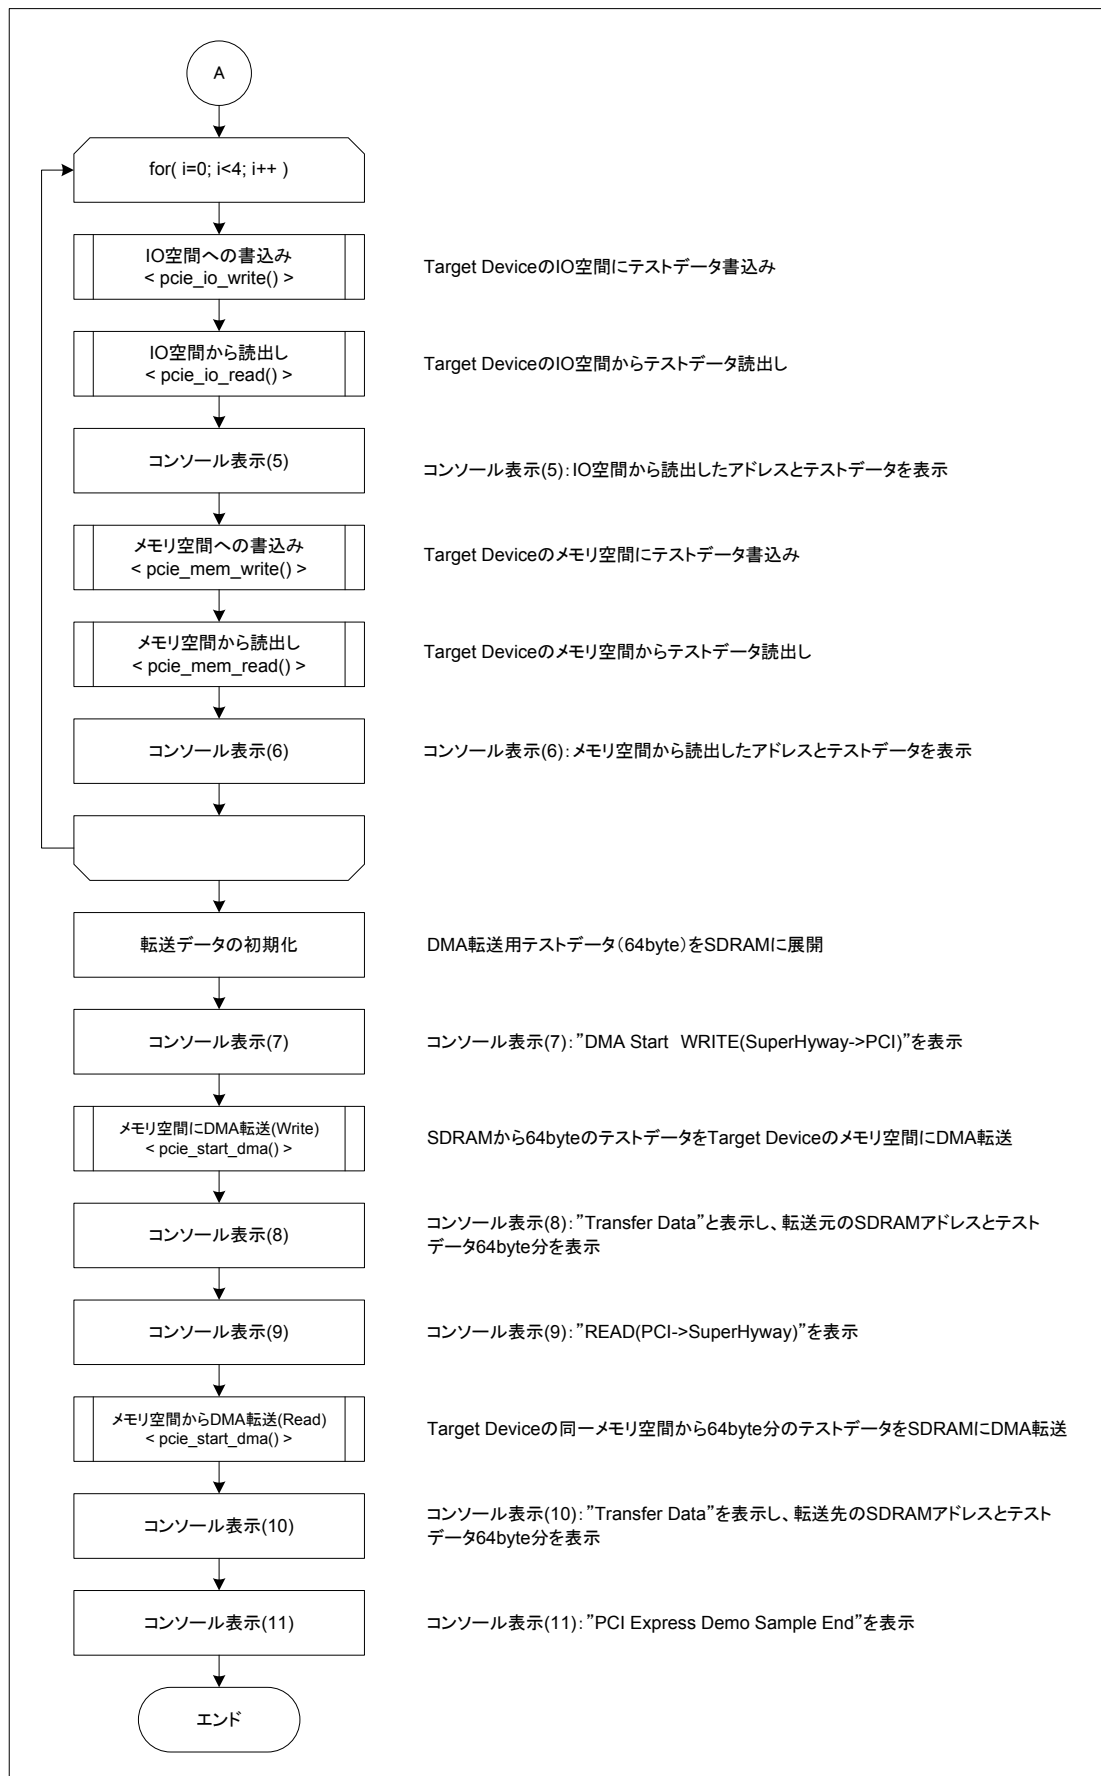 A
for( i=0; i<4; i++ )
IO空間への書込み
< pcie_io_write() >
Target DeviceのIO空間にテストデータ書込み
IO空間から読出し
< pcie_io_read() >
Target DeviceのIO空間からテストデータ読出し
コンソール表示(5)
コンソール表示(5)：IO空間から読出したアドレスとテストデータを表示
メモリ空間への書込み
< pcie_mem_write() >
Target Deviceのメモリ空間にテストデータ書込み
メモリ空間から読出し
< pcie_mem_read() >
Target Deviceのメモリ空間からテストデータ読出し
コンソール表示(6)
コンソール表示(6)：メモリ空間から読出したアドレスとテストデータを表示
転送データの初期化
DMA転送用テストデータ（64byte）をSDRAMに展開
コンソール表示(7)
コンソール表示(7)：”DMA Start　WRITE(SuperHyway->PCI)”を表示
メモリ空間にDMA転送(Write)
< pcie_start_dma() >
SDRAMから64byteのテストデータをTarget Deviceのメモリ空間にDMA転送
コンソール表示(8)
コンソール表示(8)：”Transfer Data”と表示し、転送元のSDRAMアドレスとテスト
データ64byte分を表示
コンソール表示(9)
コンソール表示(9)：”READ(PCI->SuperHyway)”を表示
メモリ空間からDMA転送(Read)
< pcie_start_dma() >
Target Deviceの同一メモリ空間から64byte分のテストデータをSDRAMにDMA転送
コンソール表示(10)
コンソール表示(10)：”Transfer Data”を表示し、転送先のSDRAMアドレスとテスト
データ64byte分を表示
コンソール表示(11)
コンソール表示(11)：”PCI Express Demo Sample End”を表示
エンド